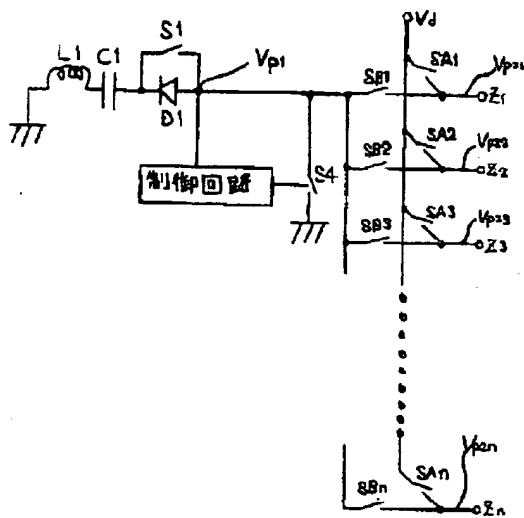 Vd
L1
C1
S1
D1
Vp1
SB1
SA1
Vp21
Z1
制御回路
S4
SB2
SA2
Vp22
Z2
SB3
SA3
Vp23
Z3
SBn
SAn
Vp2n
Zn